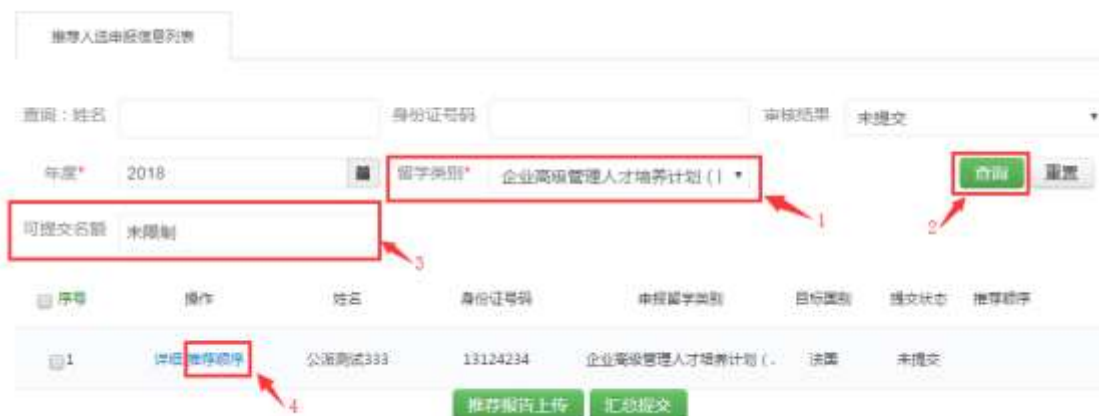 推荐人选申报信息列表
查询：姓名 身份证号码 审核结果 未提交
年度* 2018 留学类别* 企业高级管理人才培养计划 ( 查询 重置
1
2
可提交名额 未限制
3
序号 操作 姓名 身份证号码 申报留学类别 目标国别 提交状态 推荐顺序
1 详细 推荐顺序 公派测试333 13124234 企业高级管理人才培养计划 (. 法国 未提交
4
推荐报告上传 汇总提交